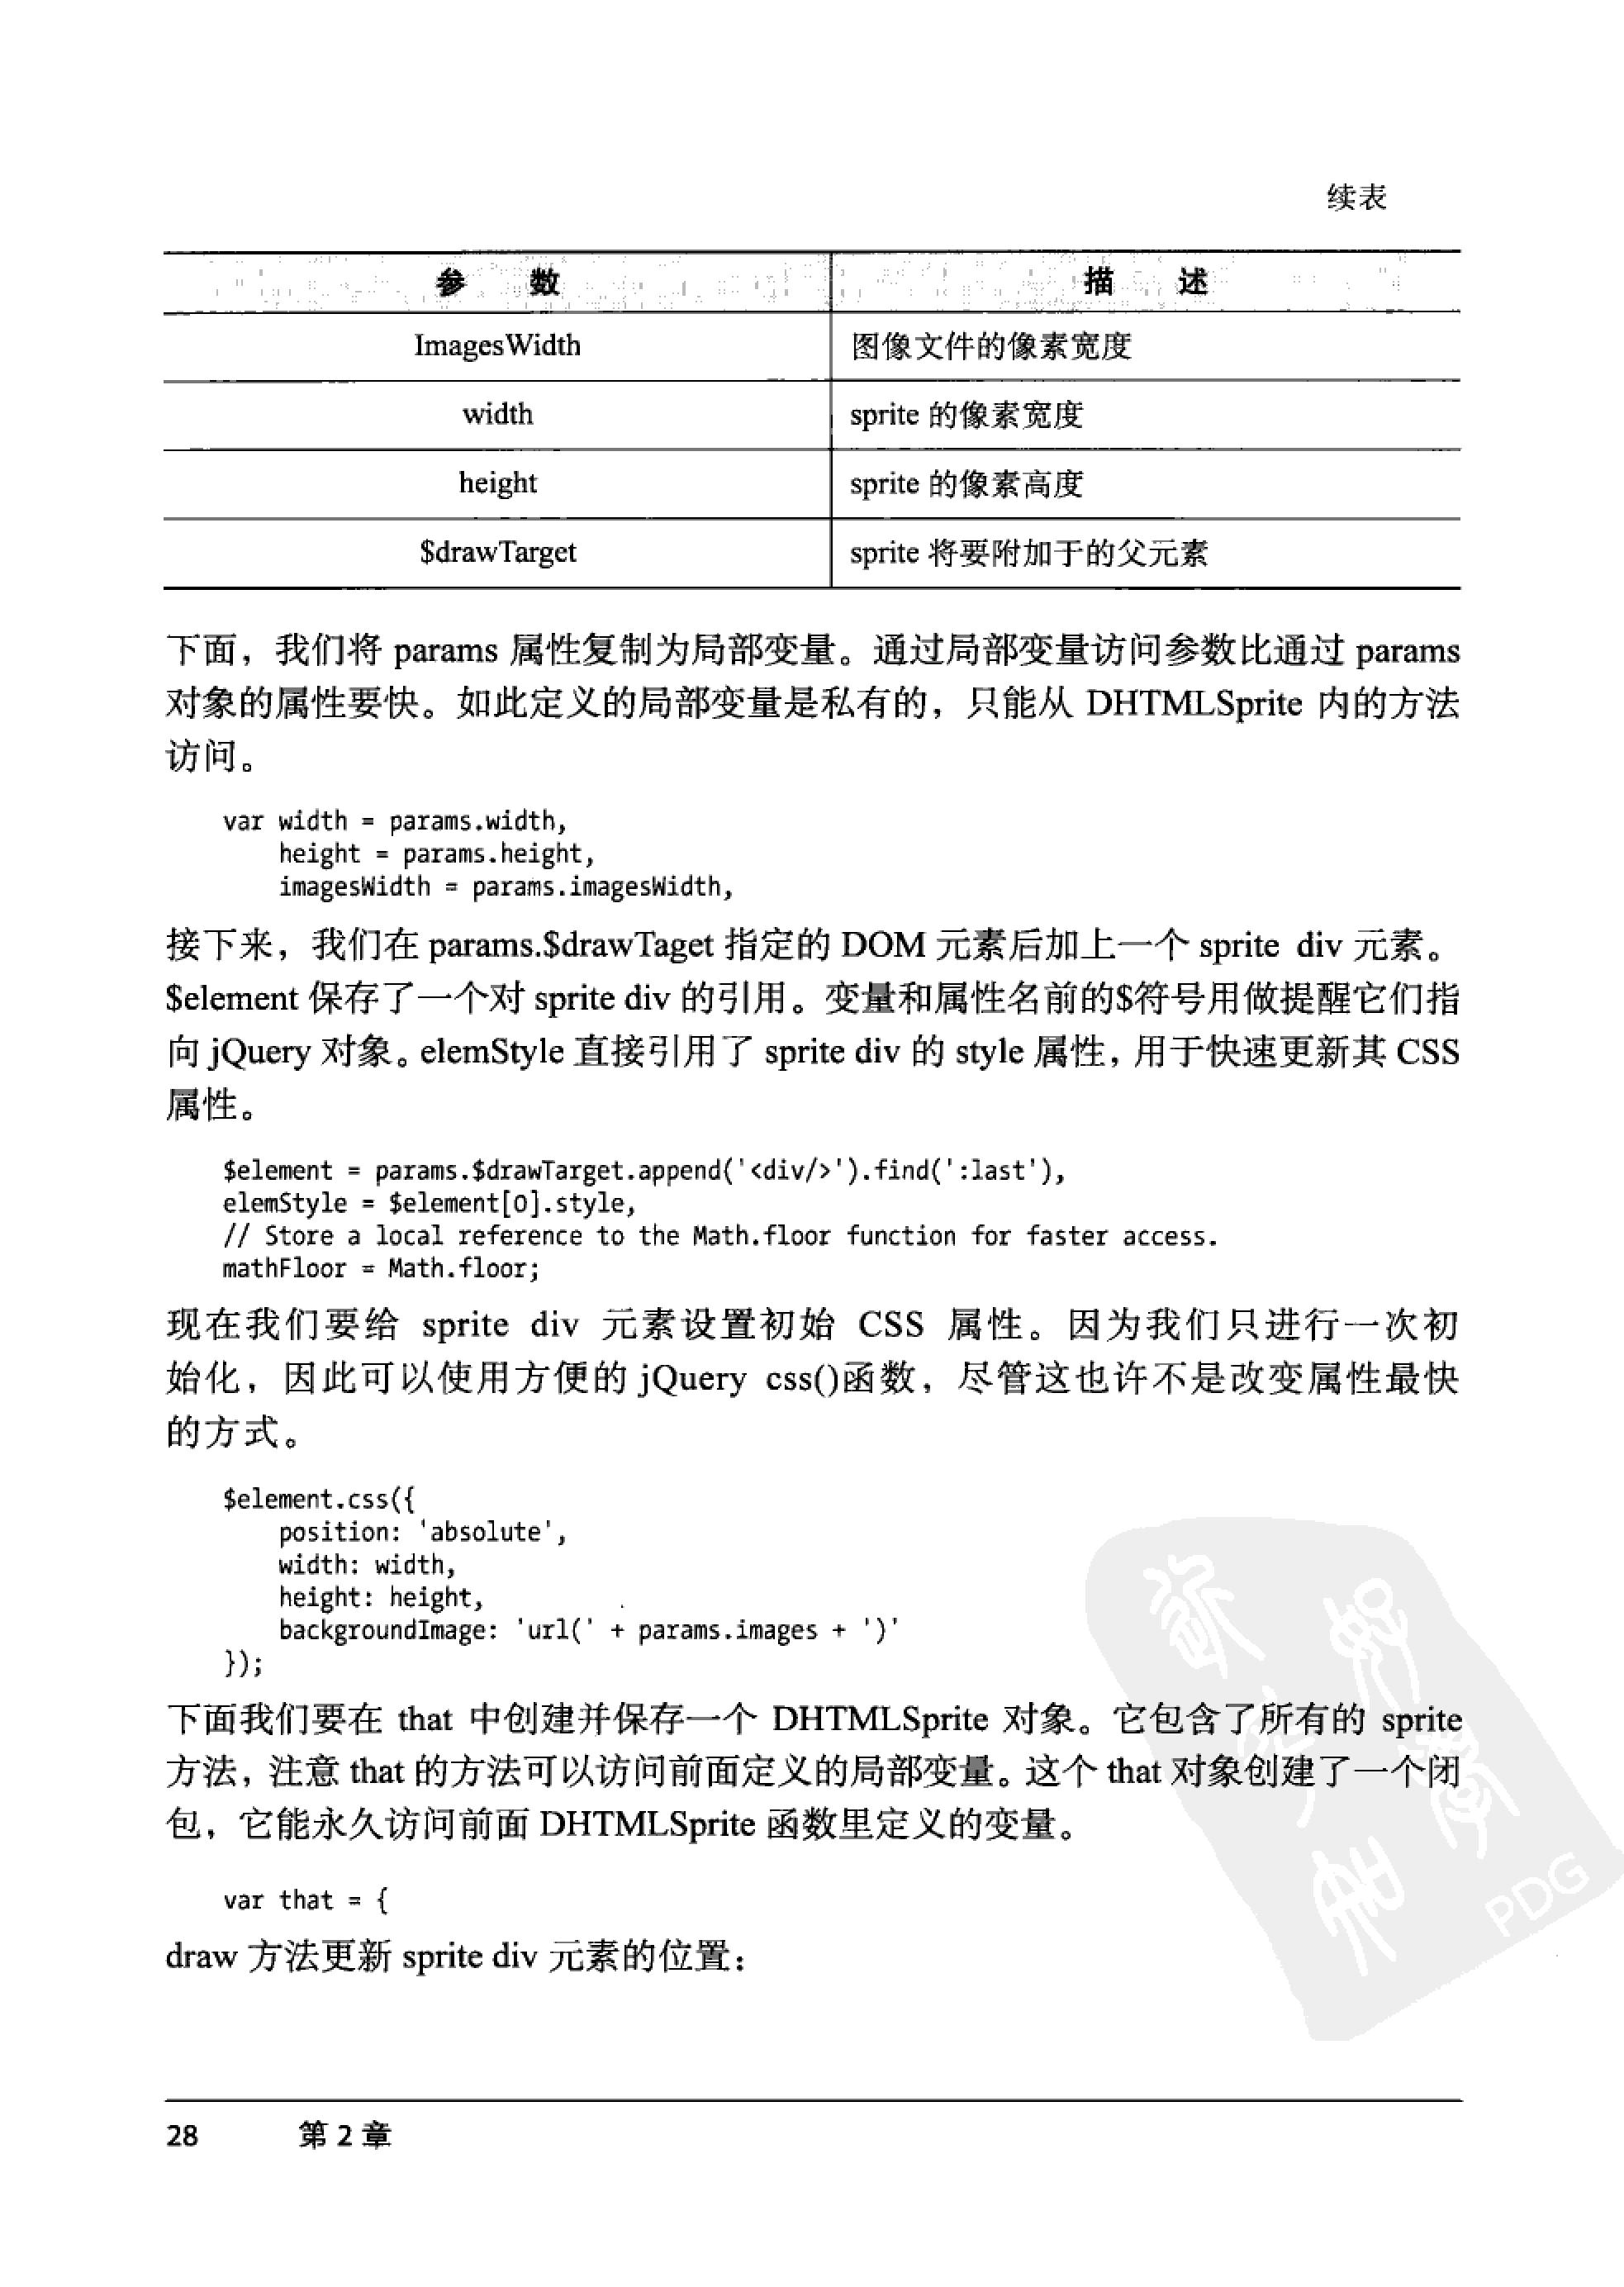 续表
参 数 描 述
ImagesWidth 图像文件的像素宽度
width sprite 的像素宽度
height sprite 的像素高度
$drawTarget sprite 将要附加于的父元素
下面，我们将 params 属性复制为局部变量。通过局部变量访问参数比通过 params
对象的属性要快。如此定义的局部变量是私有的，只能从 DHTMLSprite 内的方法
访问。
var width = params.width,
height = params.height,
imagesWidth = params.imagesWidth,
接下来，我们在 params.$drawTaget 指定的 DOM 元素后加上一个 sprite div 元素。
$element 保存了一个对 sprite div 的引用。变量和属性名前的$符号用做提醒它们指
向 jQuery 对象。elemStyle 直接引用了 sprite div 的 style 属性，用于快速更新其 CSS
属性。
$element = params.$drawTarget.append('<div/>').find(':last'),
elemStyle = $element[0].style,
// Store a local reference to the Math.floor function for faster access.
mathFloor = Math.floor;
现在我们要给 sprite div 元素设置初始 CSS 属性。因为我们只进行一次初
始化，因此可以使用方便的 jQuery css()函数，尽管这也许不是改变属性最快
的方式。
$element.css({
position: 'absolute',
width: width,
height: height,
backgroundImage: 'url(' + params.images + ')'
});
下面我们要在 that 中创建并保存一个 DHTMLSprite 对象。它包含了所有的 sprite
方法，注意 that 的方法可以访问前面定义的局部变量。这个 that 对象创建了一个闭
包，它能永久访问前面 DHTMLSprite 函数里定义的变量。
var that = {
draw 方法更新 sprite div 元素的位置：
PDG
28 第 2 章